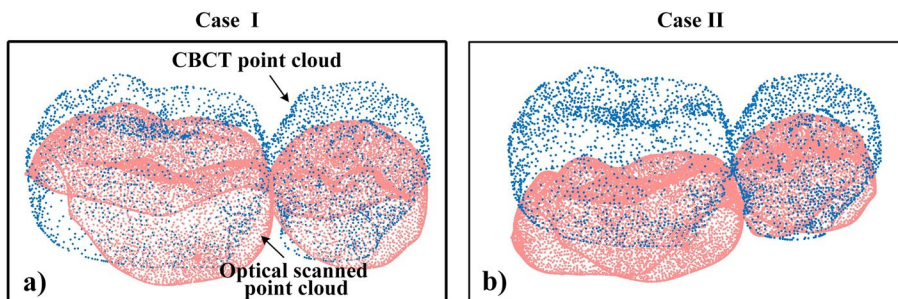 Case I
Case II
CBCT point cloud
Optical scanned
point cloud
a)
b)